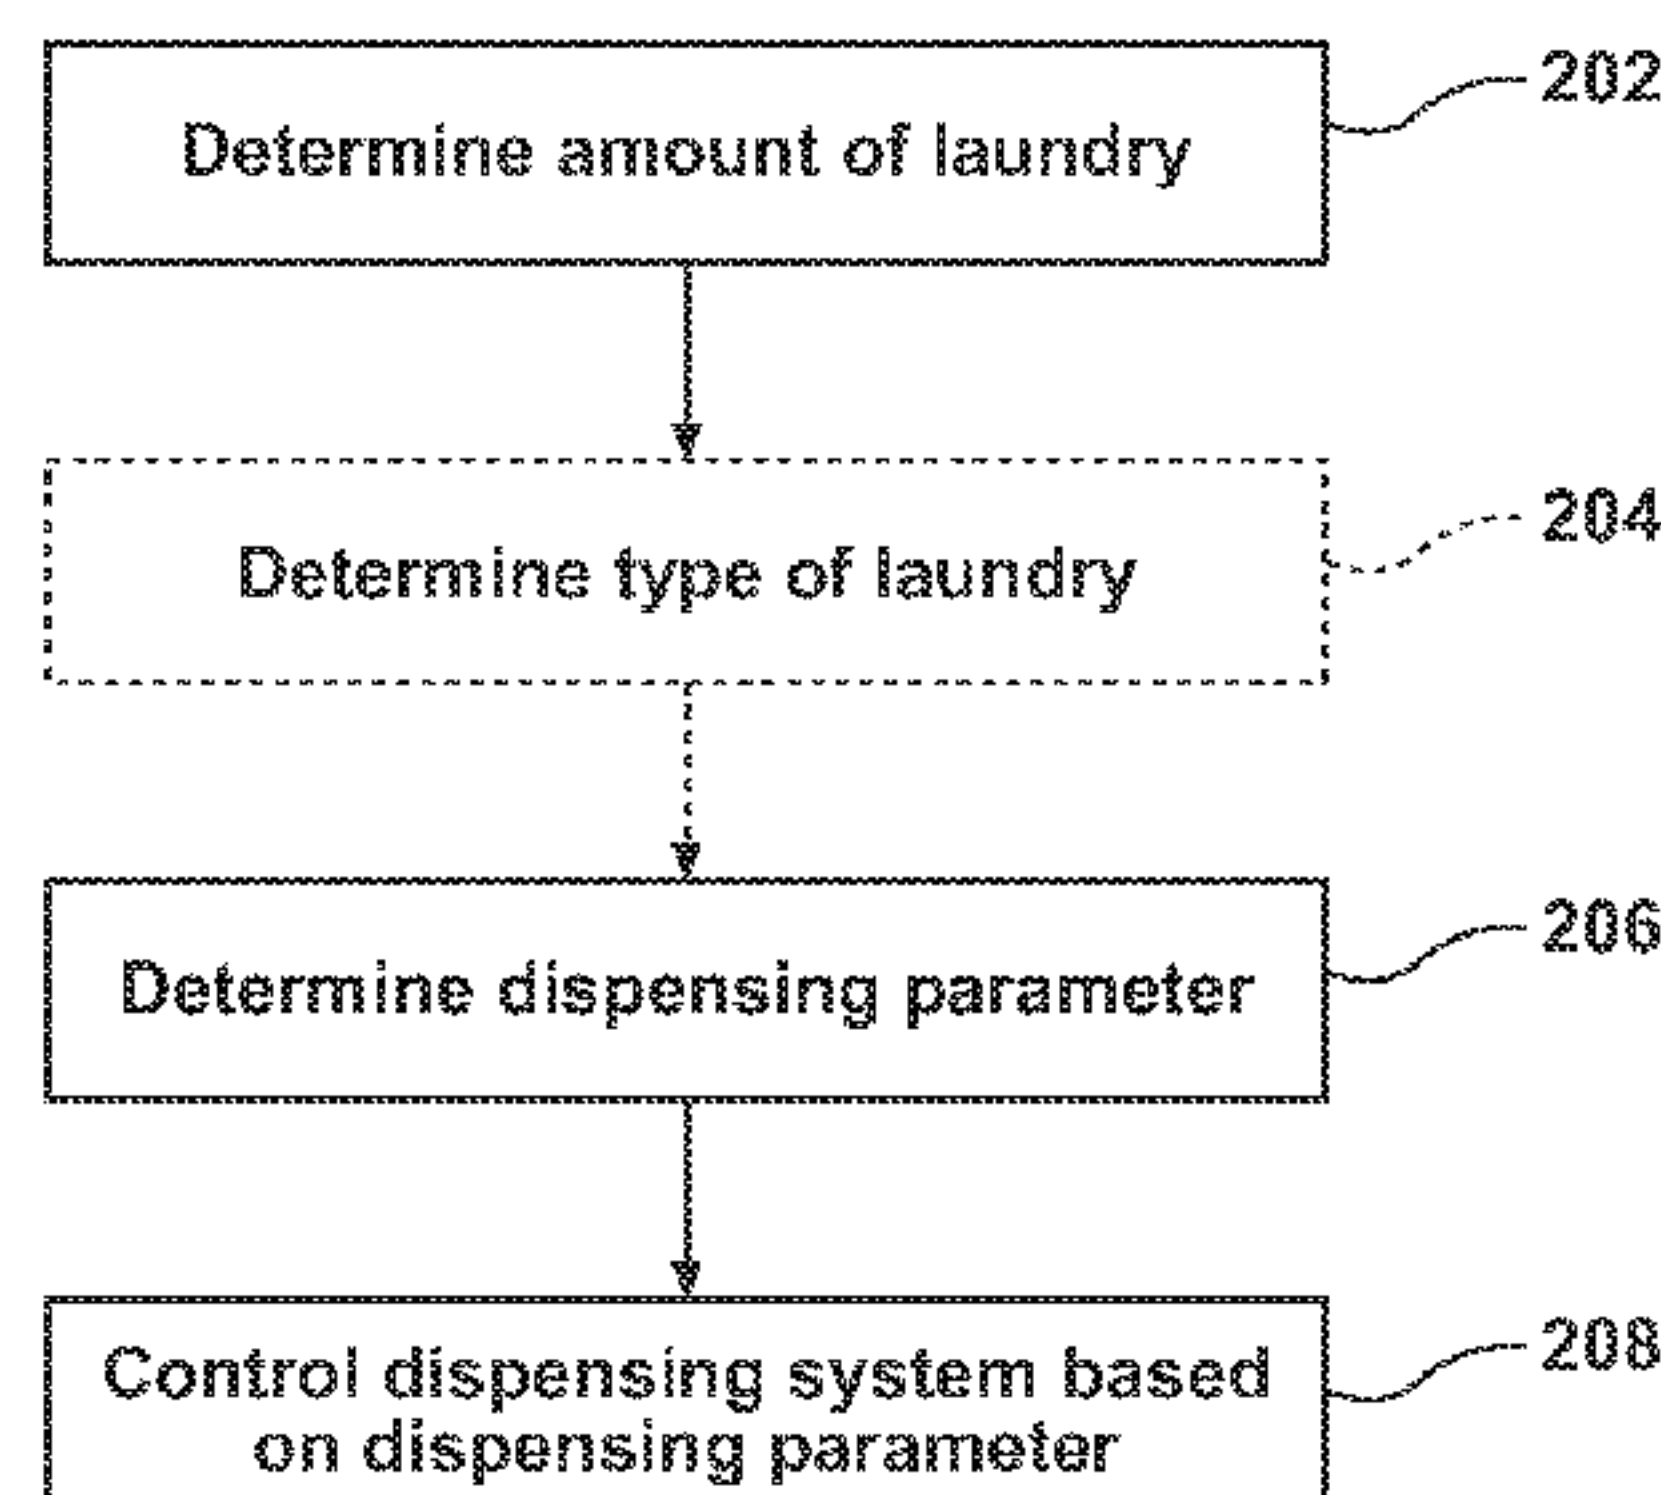 Determine amount of laundry
202
Determine type of laundry
204
Determine dispensing parameter
206
Control dispensing system based
on dispensing parameter
208